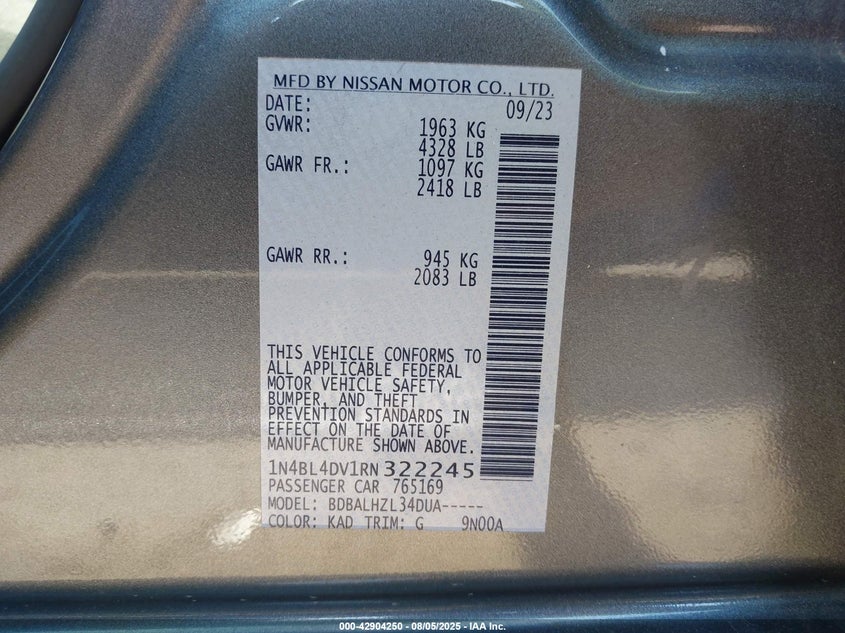 MFD BY NISSAN MOTOR CO., LTD.
DATE: 09/23
GVWR: 1963 KG
4328 LB
GAWR FR.: 1097 KG
2418 LB
GAWR RR.: 945 KG
2083 LB
THIS VEHICLE CONFORMS TO
ALL APPLICABLE FEDERAL
MOTOR VEHICLE SAFETY,
BUMPER, AND THEFT
PREVENTION STANDARDS IN
EFFECT ON THE DATE OF
MANUFACTURE SHOWN ABOVE.
1N4BL4DV1RN322245
PASSENGER CAR 765169
MODEL: BDBALHZL34DUA-----
COLOR: KAD TRIM: G 9N00A
000-42904250 - 08/05/2025 - IAA Inc.